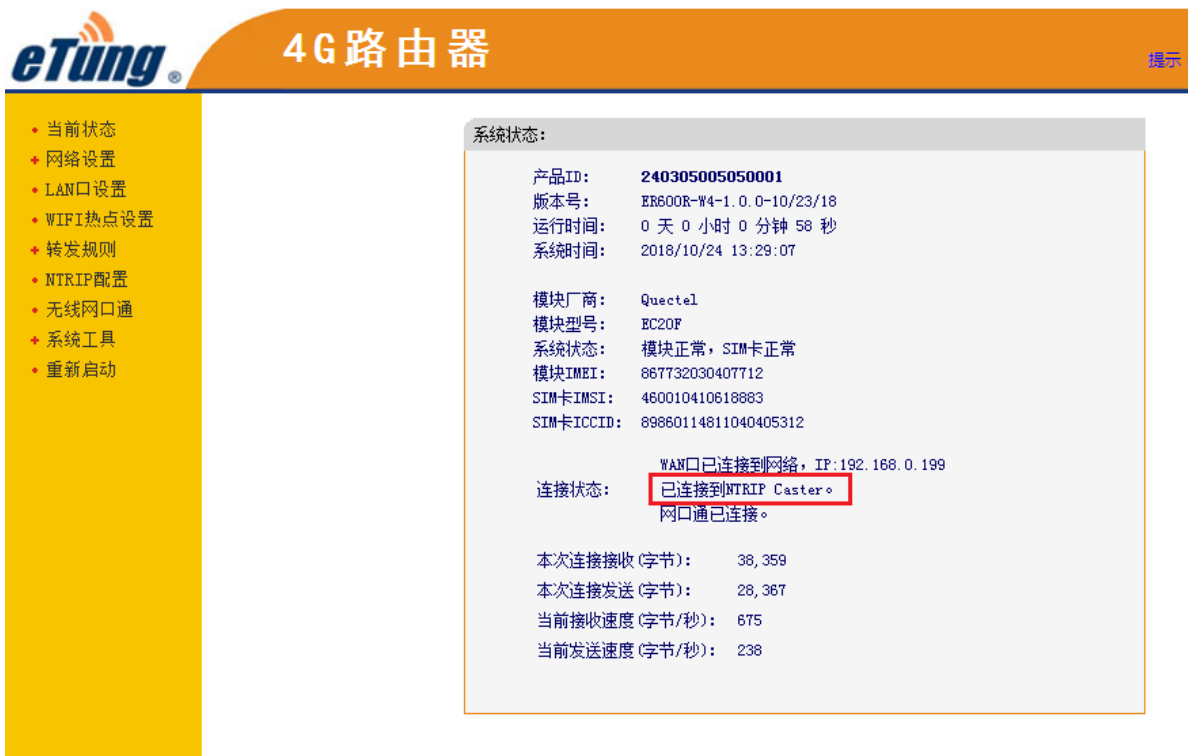 eTung ®
4G路由器
提示
当前状态
网络设置
LAN口设置
WIFI热点设置
转发规则
NTRIP配置
无线网口通
系统工具
重新启动
系统状态:
产品ID: 240305005050001
版本号: ER600R-W4-1.0.0-10/23/18
运行时间: 0 天 0 小时 0 分钟 58 秒
系统时间: 2018/10/24 13:29:07
模块厂商: Quectel
模块型号: EC20F
系统状态: 模块正常，SIM卡正常
模块IMEI: 867732030407712
SIM卡IMSI: 460010410618883
SIM卡ICCID: 89860114811040405312
WAN口已连接到网络，IP:192.168.0.199
连接状态: 已连接到NTRIP Caster。
网口通已连接。
本次连接接收(字节): 38,359
本次连接发送(字节): 28,367
当前接收速度(字节/秒): 675
当前发送速度(字节/秒): 238